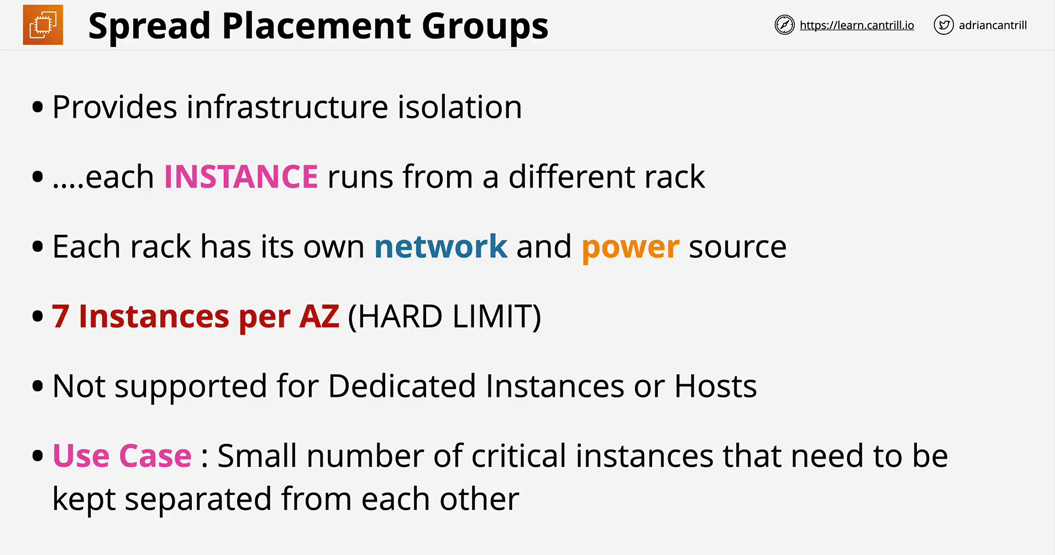 Spread Placement Groups
https://learn.cantrill.io
adriancantrill
• Provides infrastructure isolation
• ....each INSTANCE runs from a different rack
• Each rack has its own network and power source
• 7 Instances per AZ (HARD LIMIT)
• Not supported for Dedicated Instances or Hosts
• Use Case : Small number of critical instances that need to be
kept separated from each other